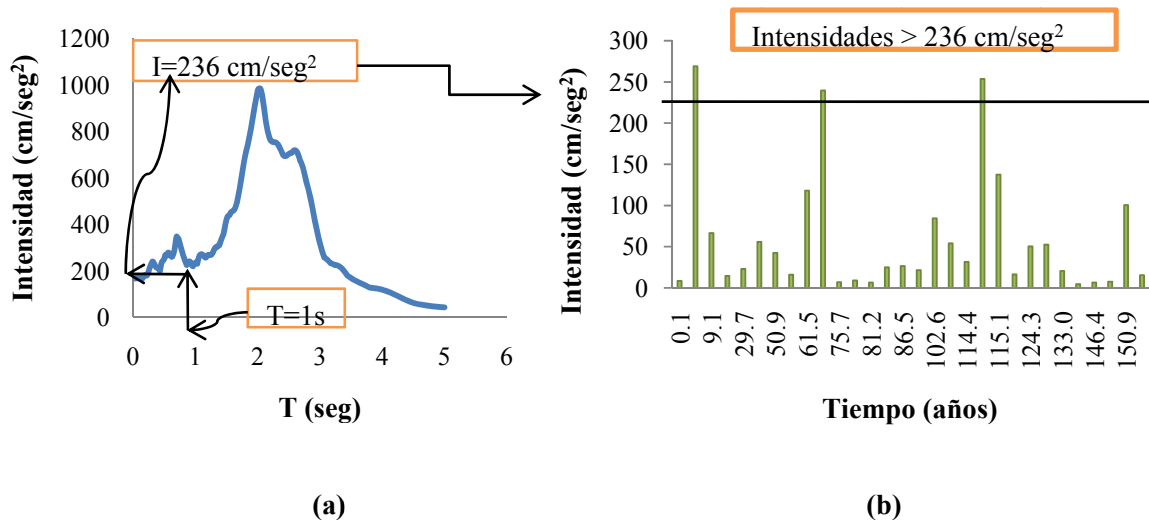 I=236 cm/seg²
Intensidad (cm/seg²)
1200
1000
800
600
400
200
0
T=1s
0 1 2 3 4 5 6
T (seg)
(a)
Intensidades > 236 cm/seg²
Intensidad (cm/seg²)
300
250
200
150
100
50
0
0.1 9.1 29.7 50.9 61.5 75.7 81.2 86.5 102.6 114.4 115.1 124.3 133.0 146.4 150.9
Tiempo (años)
(b)